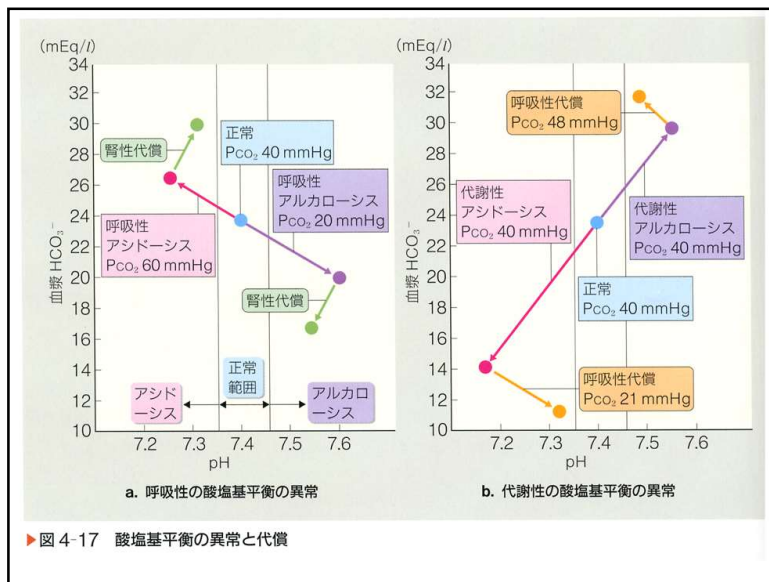 (mEq/l)
34
32
30
28
26
24
22
20
18
16
14
12
10
血漿 HCO₃⁻
腎性代償
正常
Pco₂ 40 mmHg
呼吸性
アルカローシス
Pco₂ 20 mmHg
呼吸性
アシドーシス
Pco₂ 60 mmHg
腎性代償
アシド
ーシス
正常
範囲
アルカロ
ーシス
7.2 7.3 7.4 7.5 7.6
pH
a. 呼吸性の酸塩基平衡の異常
(mEq/l)
34
32
30
28
26
24
22
20
18
16
14
12
10
血漿 HCO₃⁻
呼吸性代償
Pco₂ 48 mmHg
代謝性
アシドーシス
Pco₂ 40 mmHg
代謝性
アルカローシス
Pco₂ 40 mmHg
正常
Pco₂ 40 mmHg
呼吸性代償
Pco₂ 21 mmHg
7.2 7.3 7.4 7.5 7.6
pH
b. 代謝性の酸塩基平衡の異常
▶図 4-17 酸塩基平衡の異常と代償